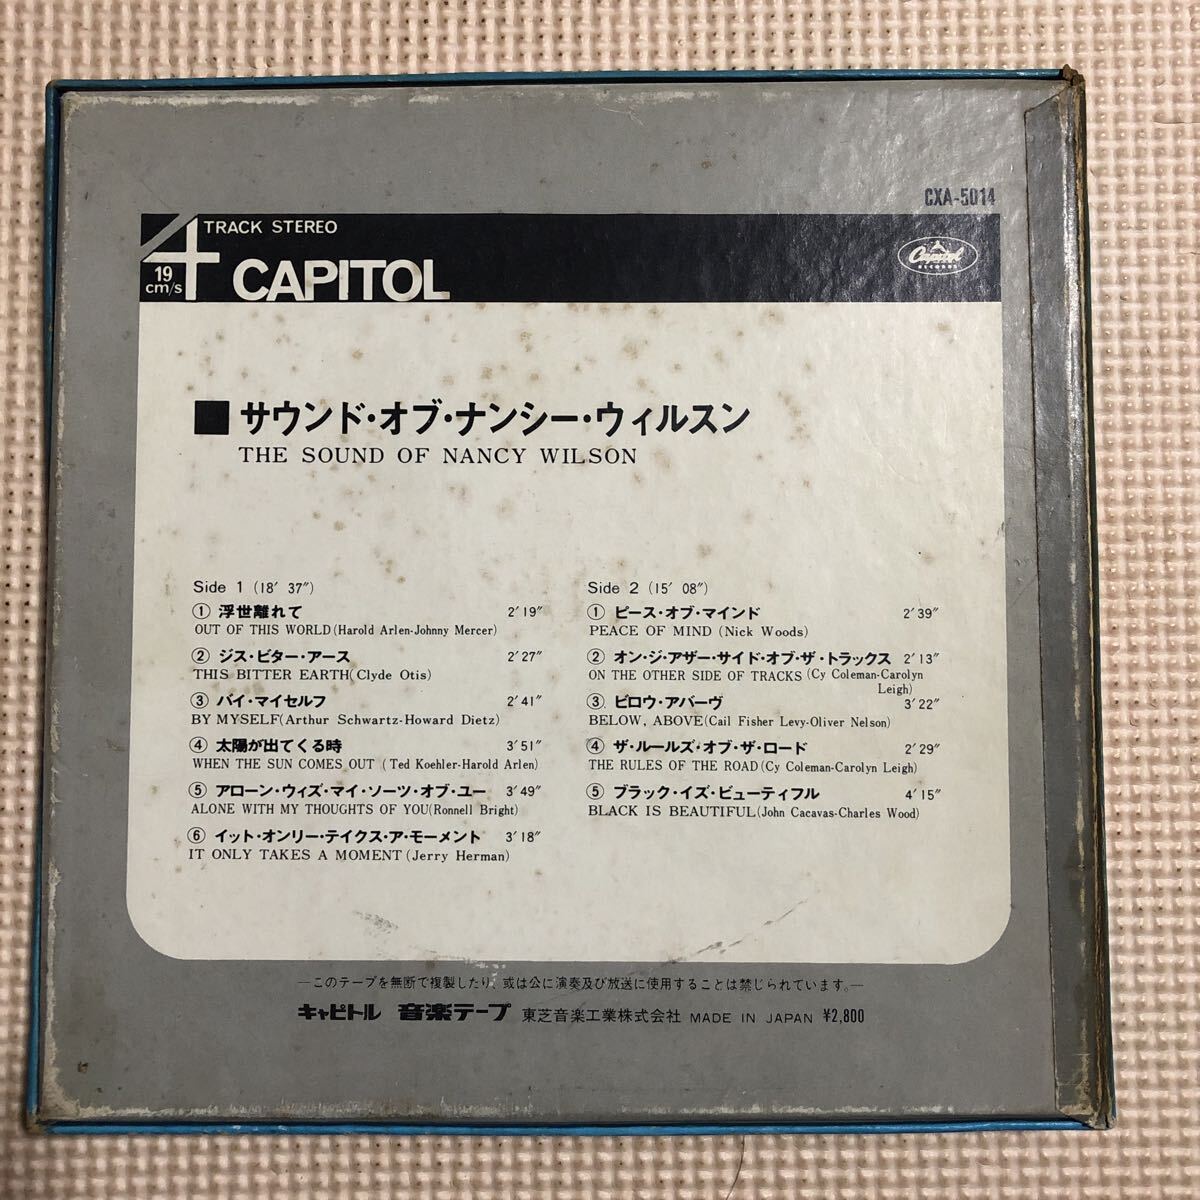 CXA-5014
4 TRACK STEREO
19 cm/s
CAPITOL
Capitol
RECORDS
■サウンド・オブ・ナンシー・ウィルスン
THE SOUND OF NANCY WILSON
Side 1 (18′ 37″)
① 浮世離れて 2′19″
OUT OF THIS WORLD(Harold Arlen-Johnny Mercer)
② ジス・ビター・アース 2′27″
THIS BITTER EARTH(Clyde Otis)
③ バイ・マイセルフ 2′41″
BY MYSELF(Arthur Schwartz-Howard Dietz)
④ 太陽が出てくる時 3′51″
WHEN THE SUN COMES OUT (Ted Koehler-Harold Arlen)
⑤ アローン・ウィズ・マイ・ソーツ・オブ・ユー 3′49″
ALONE WITH MY THOUGHTS OF YOU(Ronnell Bright)
⑥ イット・オンリー・テイクス・ア・モーメント 3′18″
IT ONLY TAKES A MOMENT(Jerry Herman)
Side 2 (15′ 08″)
① ピース・オブ・マインド 2′39″
PEACE OF MIND (Nick Woods)
② オン・ジ・アザー・サイド・オブ・ザ・トラックス 2′13″
ON THE OTHER SIDE OF TRACKS (Cy Coleman-Carolyn
Leigh)
③ ビロウ・アバーヴ 3′22″
BELOW, ABOVE(Cail Fisher Levy-Oliver Nelson)
④ ザ・ルールズ・オブ・ザ・ロード 2′29″
THE RULES OF THE ROAD(Cy Coleman-Carolyn Leigh)
⑤ ブラック・イズ・ビューティフル 4′15″
BLACK IS BEAUTIFUL(John Cacavas-Charles Wood)
―このテープを無断で複製したり、或は公に演奏及び放送に使用することは禁じられています。―
キャピトル 音楽テープ 東芝音楽工業株式会社 MADE IN JAPAN ¥2,800